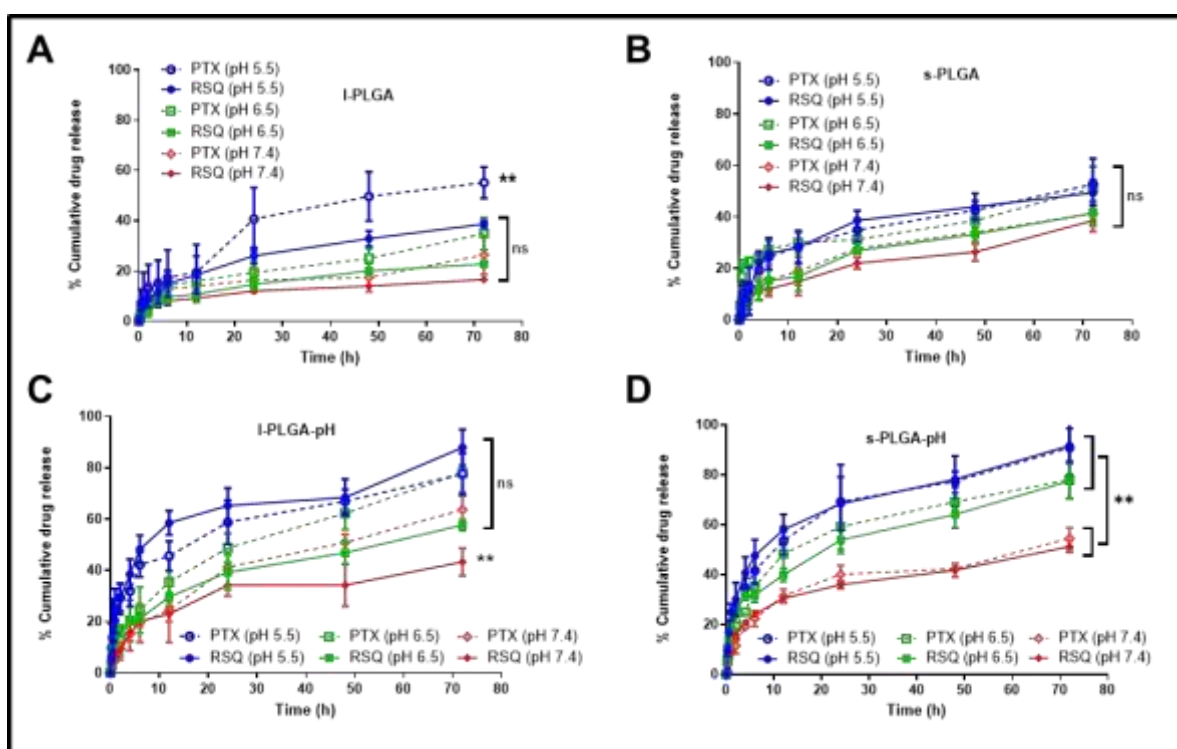 A
% Cumulative drug release
100
80
60
40
20
0
PTX (pH 5.5)
RSQ (pH 5.5)
PTX (pH 6.5)
RSQ (pH 6.5)
PTX (pH 7.4)
RSQ (pH 7.4)
l-PLGA
**
ns
0 10 20 30 40 50 60 70 80
Time (h)
B
% Cumulative drug release
100
80
60
40
20
0
PTX (pH 5.5)
RSQ (pH 5.5)
PTX (pH 6.5)
RSQ (pH 6.5)
PTX (pH 7.4)
RSQ (pH 7.4)
s-PLGA
ns
0 10 20 30 40 50 60 70 80
Time (h)
C
% Cumulative drug release
100
80
60
40
20
0
l-PLGA-pH
ns
**
PTX (pH 5.5) PTX (pH 6.5) PTX (pH 7.4)
RSQ (pH 5.5) RSQ (pH 6.5) RSQ (pH 7.4)
0 10 20 30 40 50 60 70 80
Time (h)
D
% Cumulative drug release
100
80
60
40
20
0
s-PLGA-pH
**
PTX (pH 5.5) PTX (pH 6.5) PTX (pH 7.4)
RSQ (pH 5.5) RSQ (pH 6.5) RSQ (pH 7.4)
0 10 20 30 40 50 60 70 80
Time (h)